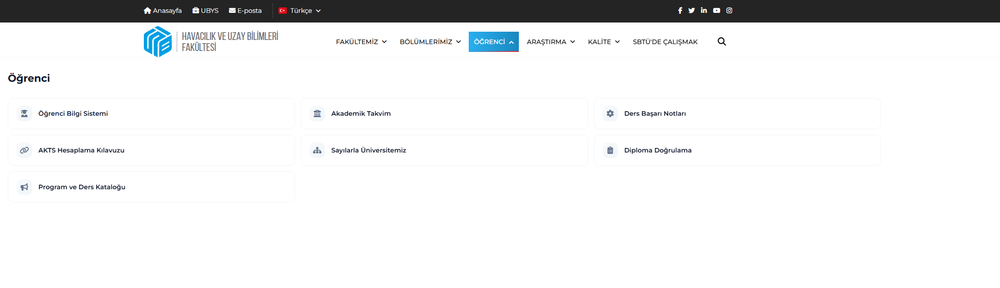 Anasayfa UBYS E-posta Türkçe
HAVACILIK VE UZAY BİLİMLERİ
FAKÜLTESİ
FAKÜLTEMİZ BÖLÜMLERİMİZ ÖĞRENCİ ARAŞTIRMA KALİTE SBTÜ'DE ÇALIŞMAK
Öğrenci
Öğrenci Bilgi Sistemi
Akademik Takvim
Ders Başarı Notları
AKTS Hesaplama Kılavuzu
Sayılarla Üniversitemiz
Diploma Doğrulama
Program ve Ders Kataloğu